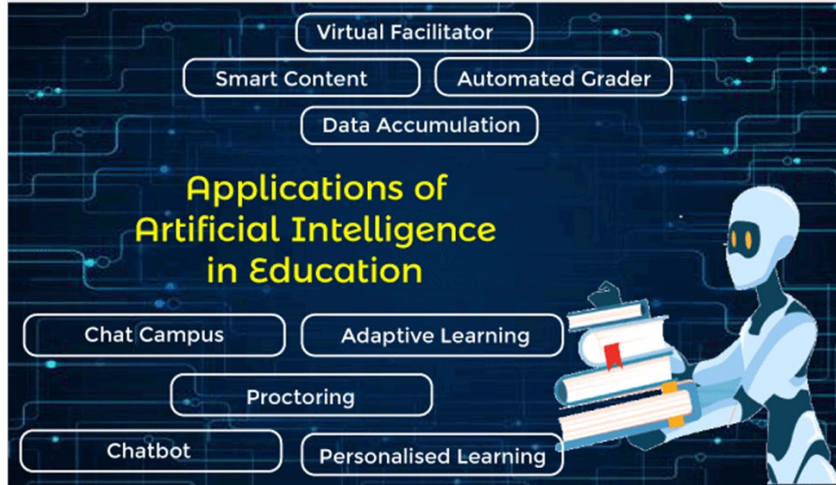 Virtual Facilitator
Smart Content
Automated Grader
Data Accumulation
Applications of
Artificial Intelligence
in Education
Chat Campus
Adaptive Learning
Proctoring
Chatbot
Personalised Learning